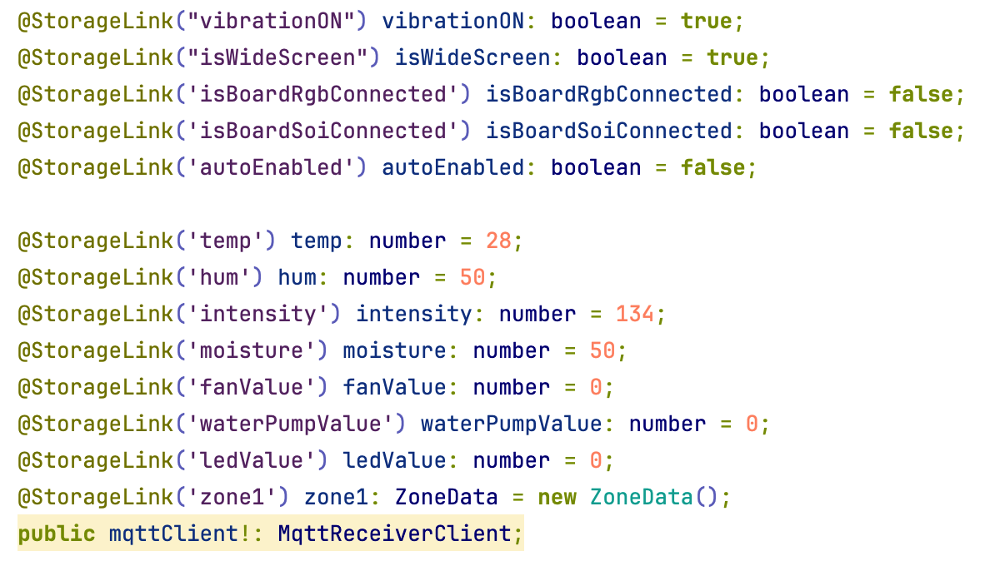 @StorageLink("vibrationON") vibrationON: boolean = true;
@StorageLink("isWideScreen") isWideScreen: boolean = true;
@StorageLink('isBoardRgbConnected') isBoardRgbConnected: boolean = false;
@StorageLink('isBoardSoiConnected') isBoardSoiConnected: boolean = false;
@StorageLink('autoEnabled') autoEnabled: boolean = false;
@StorageLink('temp') temp: number = 28;
@StorageLink('hum') hum: number = 50;
@StorageLink('intensity') intensity: number = 134;
@StorageLink('moisture') moisture: number = 50;
@StorageLink('fanValue') fanValue: number = 0;
@StorageLink('waterPumpValue') waterPumpValue: number = 0;
@StorageLink('ledValue') ledValue: number = 0;
@StorageLink('zone1') zone1: ZoneData = new ZoneData();
public mqttClient!: MqttReceiverClient;